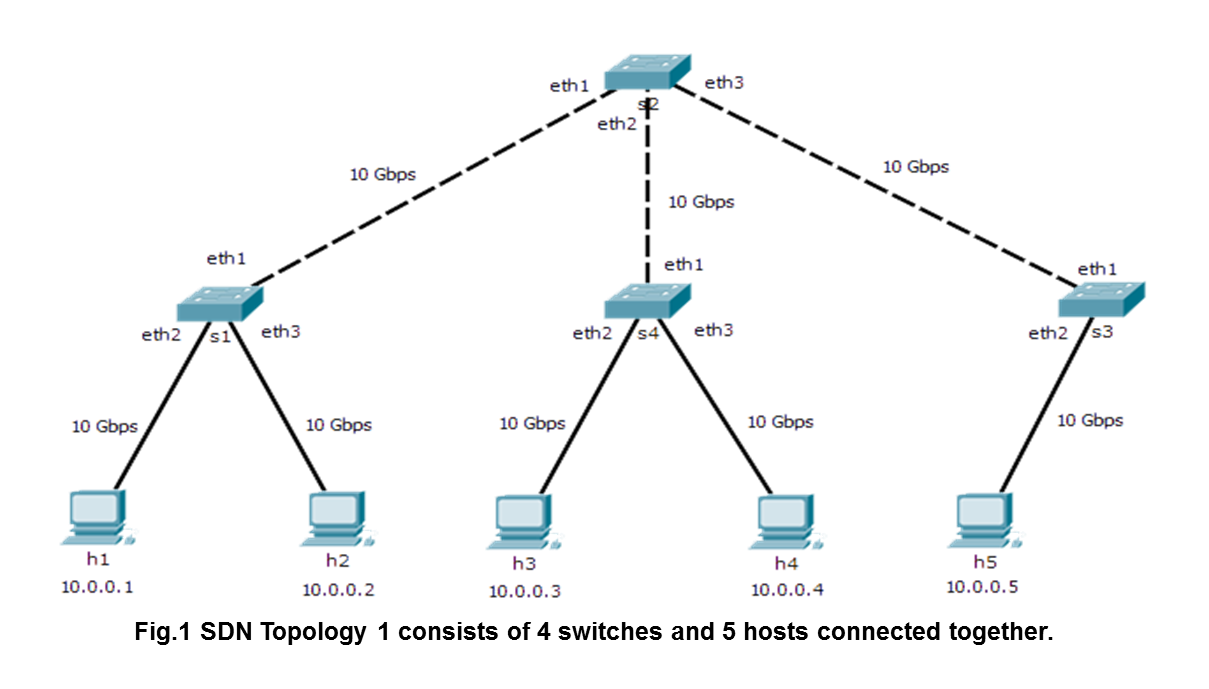 eth1
eth3
s2
eth2
10 Gbps
10 Gbps
10 Gbps
eth1
eth1
eth1
eth2
s1
eth3
eth2
s4
eth3
eth2
s3
10 Gbps
10 Gbps
10 Gbps
10 Gbps
10 Gbps
h1
10.0.0.1
h2
10.0.0.2
h3
10.0.0.3
h4
10.0.0.4
h5
10.0.0.5
Fig.1 SDN Topology 1 consists of 4 switches and 5 hosts connected together.